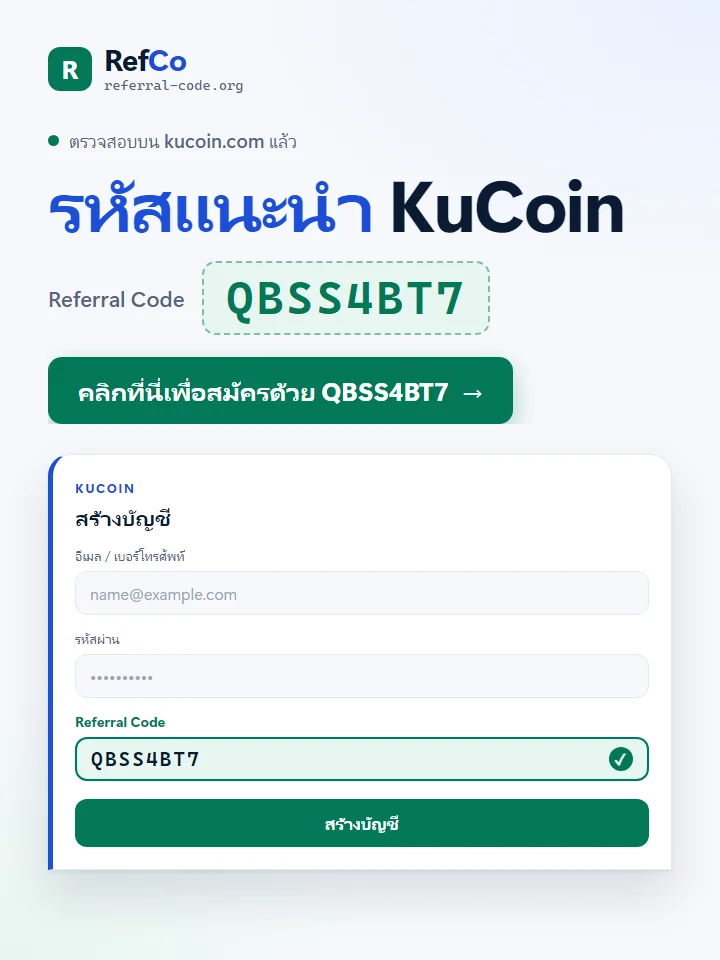 R
RefCo
referral-code.org
ตรวจสอบบน kucoin.com แล้ว
รหัสแนะนำ KuCoin
Referral Code
QBSS4BT7
คลิกที่นี่เพื่อสมัครด้วย QBSS4BT7 →
KUCOIN
สร้างบัญชี
อีเมล / เบอร์โทรศัพท์
name@example.com
รหัสผ่าน
••••••••••
Referral Code
QBSS4BT7
สร้างบัญชี